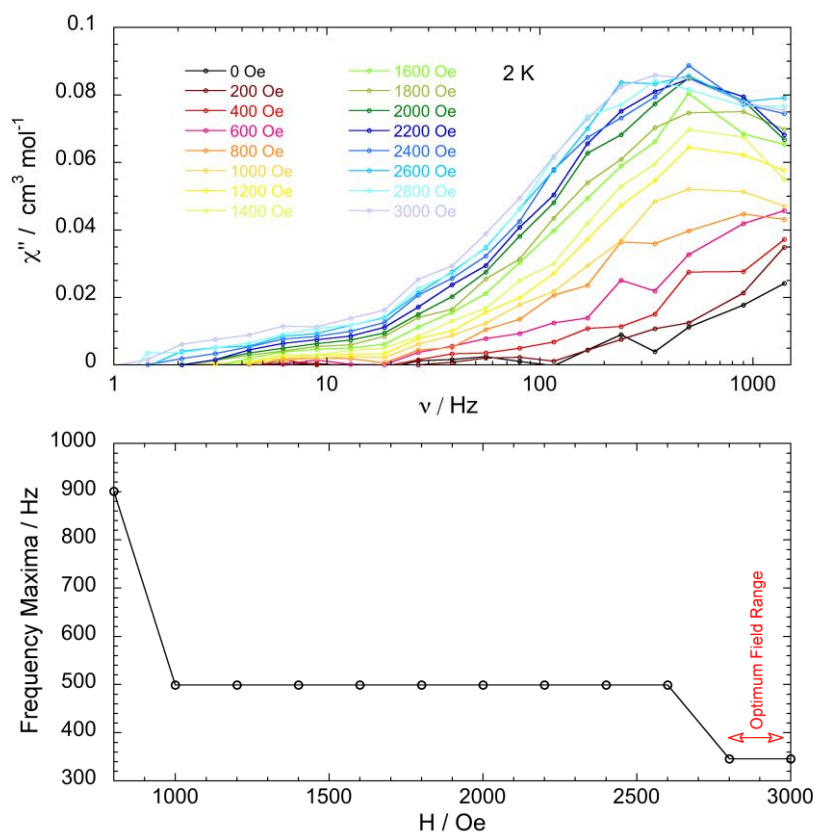 0.1
0.08
0.06
0.04
0.02
0
χ" / cm³ mol⁻¹
2 K
0 Oe
200 Oe
400 Oe
600 Oe
800 Oe
1000 Oe
1200 Oe
1400 Oe
1600 Oe
1800 Oe
2000 Oe
2200 Oe
2400 Oe
2600 Oe
2800 Oe
3000 Oe
1 10 100 1000
ν / Hz
1000
900
800
700
600
500
400
300
Frequency Maxima / Hz
Optimum Field Range
1000 1500 2000 2500 3000
H / Oe